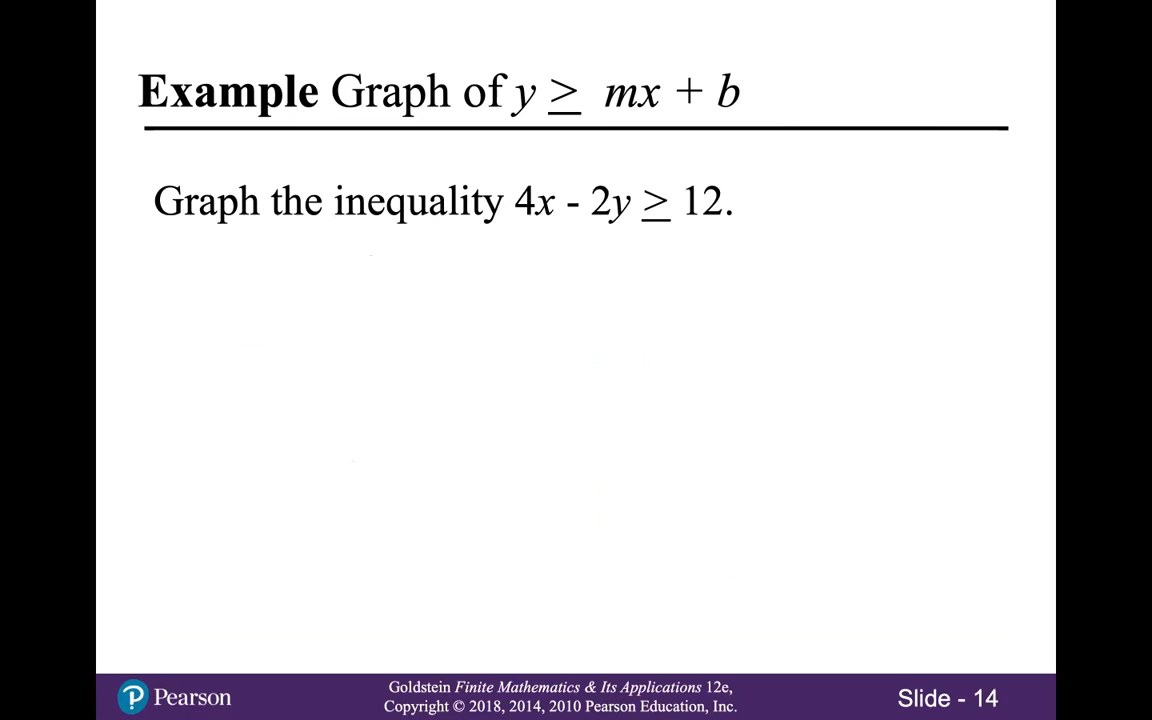 Example Graph of y ≥ mx + b
Graph the inequality 4x - 2y ≥ 12.
Pearson
Goldstein Finite Mathematics & Its Applications 12e,
Copyright © 2018, 2014, 2010 Pearson Education, Inc.
Slide - 14